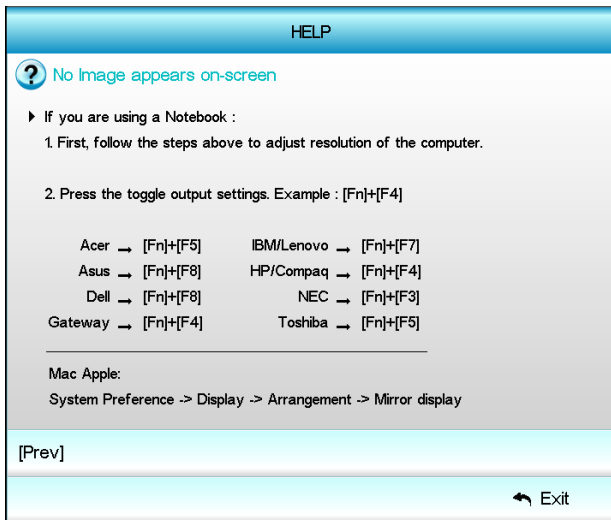 HELP
? No Image appears on-screen
If you are using a Notebook :
1. First, follow the steps above to adjust resolution of the computer.
2. Press the toggle output settings. Example : [Fn]+[F4]
Acer → [Fn]+[F5] IBM/Lenovo → [Fn]+[F7]
Asus → [Fn]+[F8] HP/Compaq → [Fn]+[F4]
Dell → [Fn]+[F8] NEC → [Fn]+[F3]
Gateway → [Fn]+[F4] Toshiba → [Fn]+[F5]
Mac Apple:
System Preference -> Display -> Arrangement -> Mirror display
[Prev]
Exit